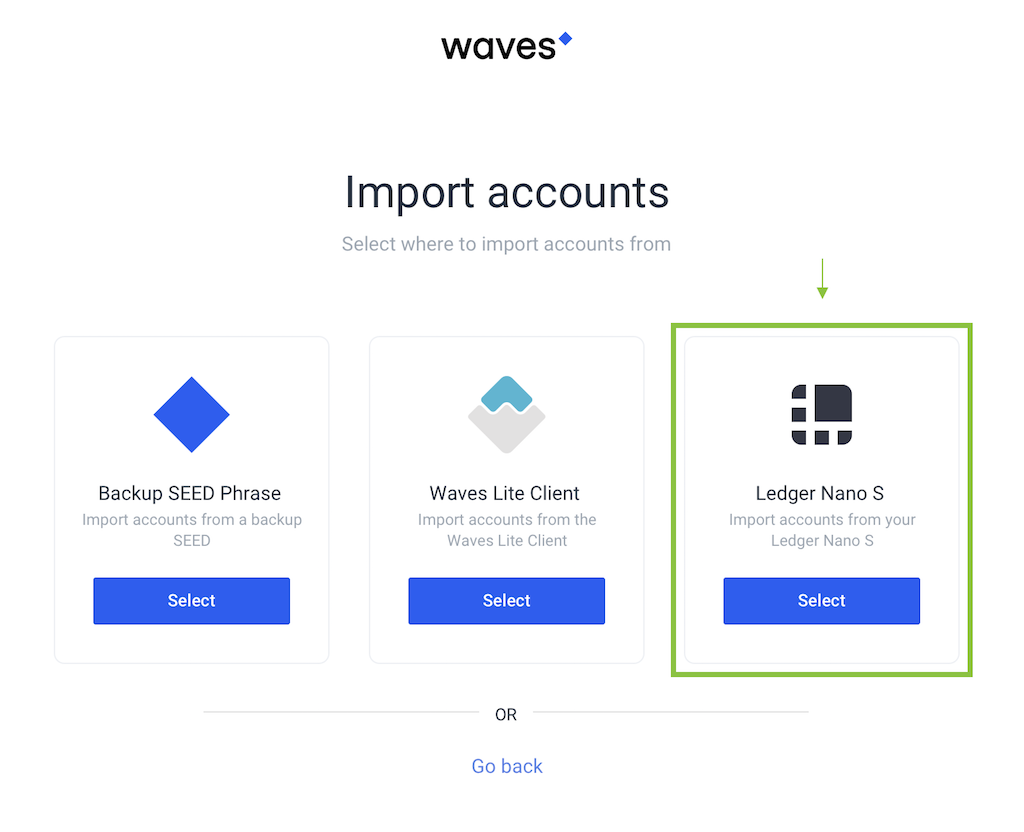 waves
Import accounts
Select where to import accounts from
Backup SEED Phrase
Import accounts from a backup
SEED
Select
Waves Lite Client
Import accounts from the
Waves Lite Client
Select
Ledger Nano S
Import accounts from your
Ledger Nano S
Select
OR
Go back